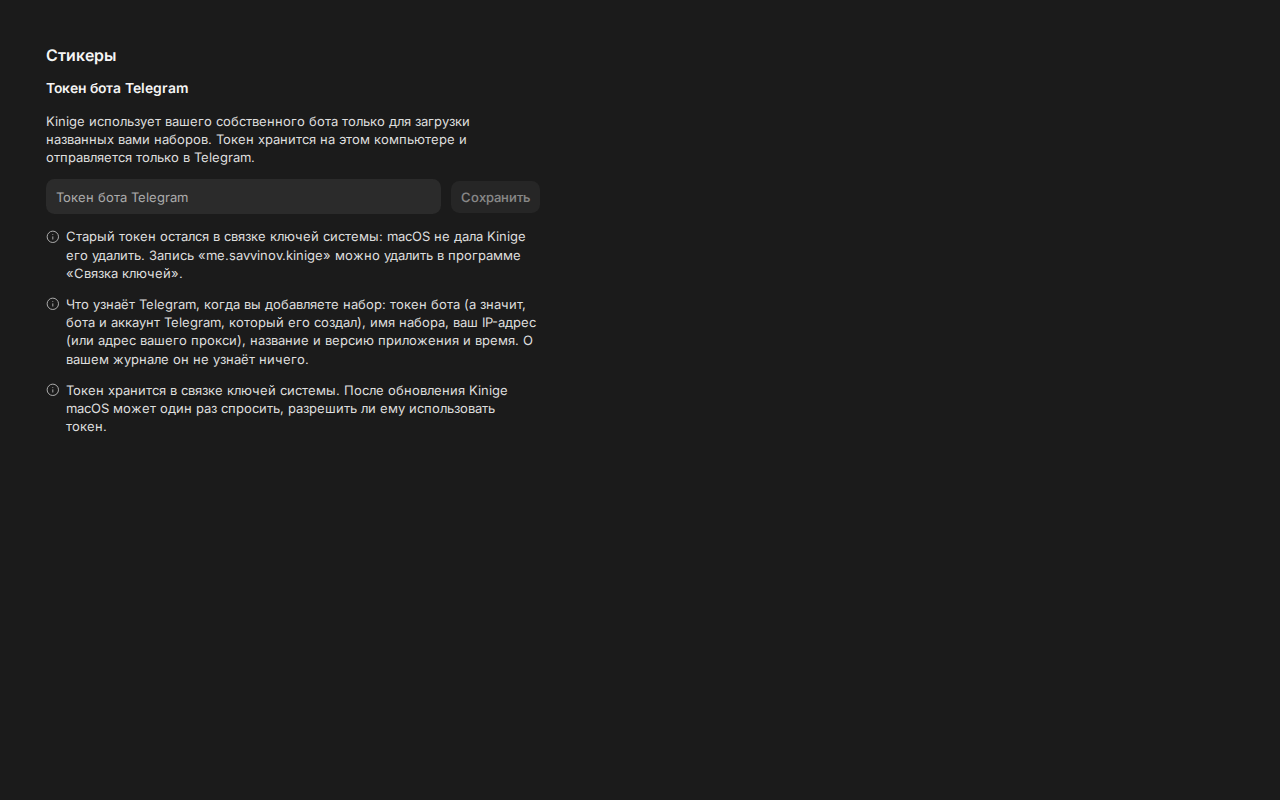 Стикеры
Токен бота Telegram
Kinige использует вашего собственного бота только для загрузки
названных вами наборов. Токен хранится на этом компьютере и
отправляется только в Telegram.
Токен бота Telegram
Сохранить
Старый токен остался в связке ключей системы: macOS не дала Kinige
его удалить. Запись «me.savvinov.kinige» можно удалить в программе
«Связка ключей».
Что узнаёт Telegram, когда вы добавляете набор: токен бота (а значит,
бота и аккаунт Telegram, который его создал), имя набора, ваш IP-адрес
(или адрес вашего прокси), название и версию приложения и время. О
вашем журнале он не узнаёт ничего.
Токен хранится в связке ключей системы. После обновления Kinige
macOS может один раз спросить, разрешить ли ему использовать
токен.